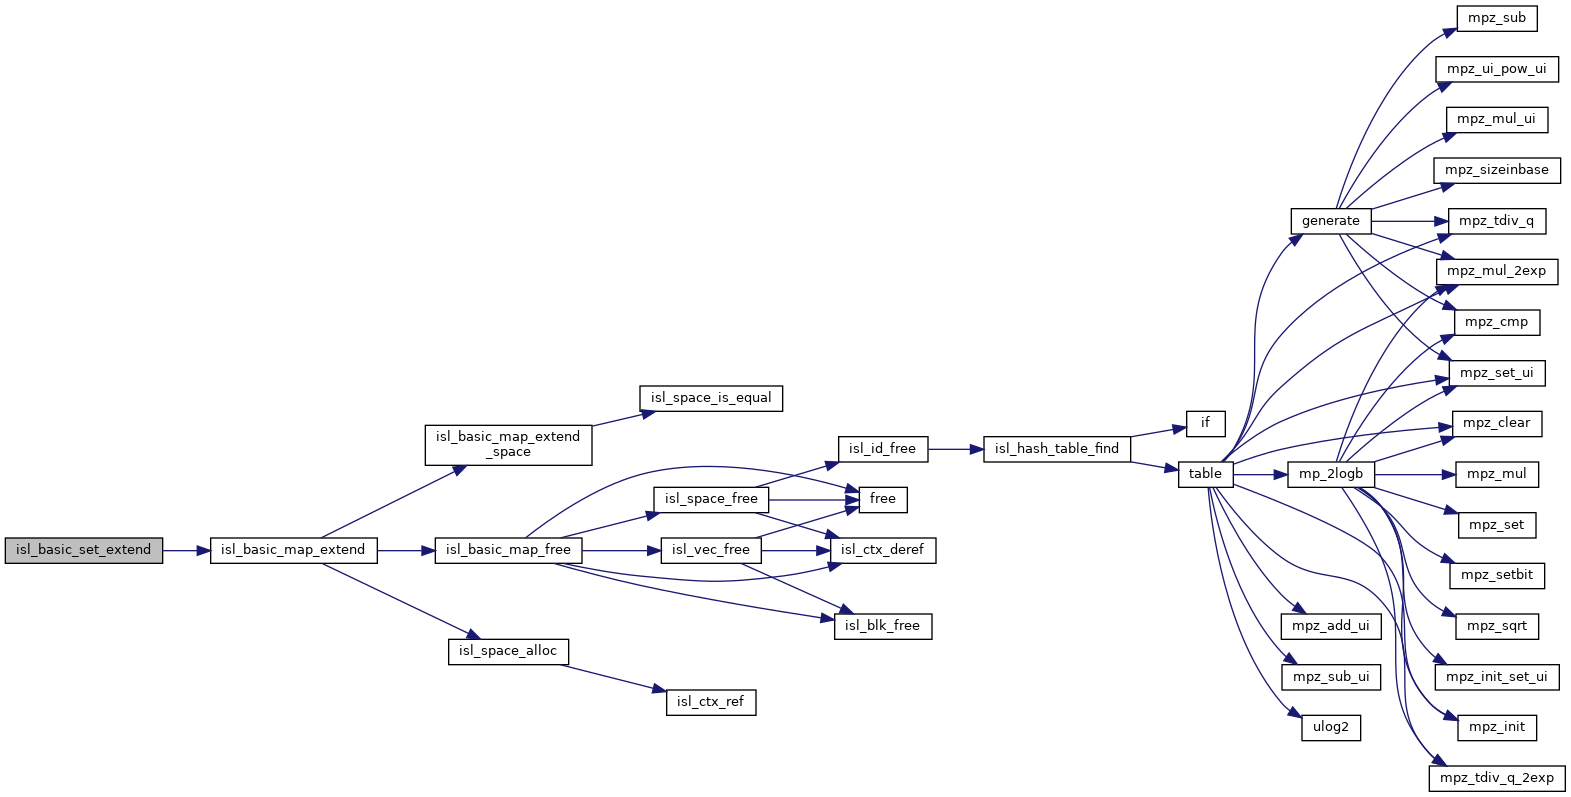 isl_basic_set_extend
isl_basic_map_extend
isl_basic_map_extend
_space
isl_basic_map_free
isl_space_alloc
isl_space_is_equal
isl_space_free
isl_vec_free
isl_ctx_ref
isl_id_free
free
isl_ctx_deref
isl_blk_free
isl_hash_table_find
if
table
generate
mp_2logb
mpz_add_ui
mpz_sub_ui
ulog2
mpz_sub
mpz_ui_pow_ui
mpz_mul_ui
mpz_sizeinbase
mpz_tdiv_q
mpz_mul_2exp
mpz_cmp
mpz_set_ui
mpz_clear
mpz_mul
mpz_set
mpz_setbit
mpz_sqrt
mpz_init_set_ui
mpz_init
mpz_tdiv_q_2exp